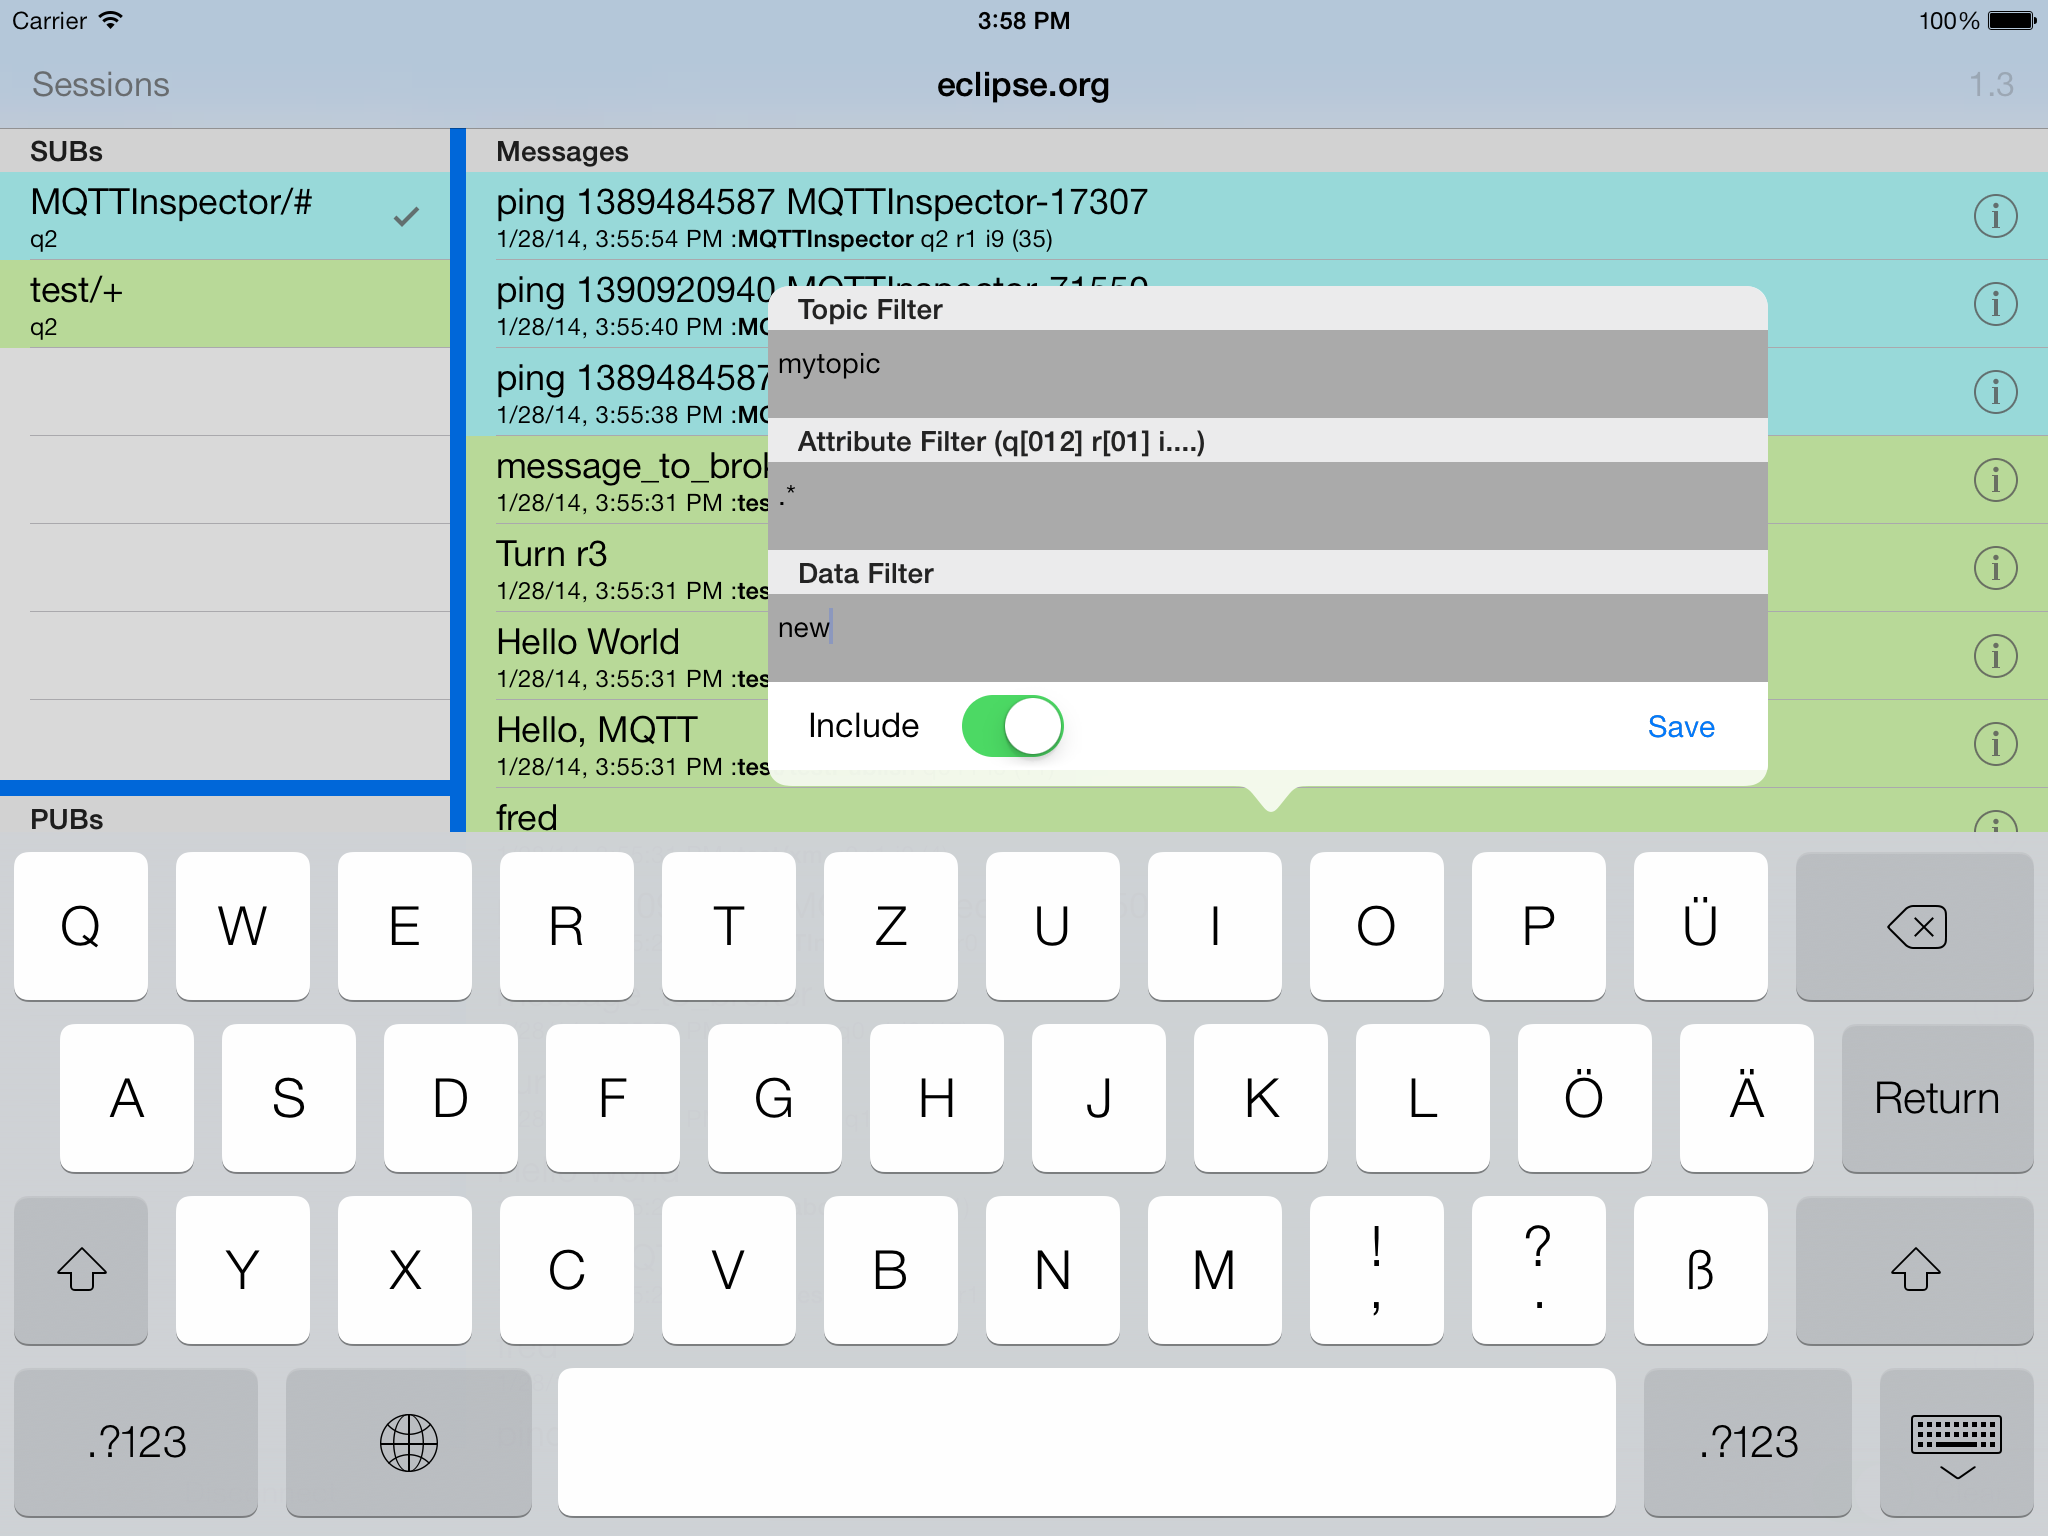 Carrier 3:58 PM 100%
Sessions eclipse.org 1.3
SUBs
MQTTInspector/#
q2
test/+
q2
PUBs
Messages
ping 1389484587 MQTTInspector-17307
1/28/14, 3:55:54 PM :MQTTInspector q2 r1 i9 (35)
ping 1390920940 MQTTInspector-71550
1/28/14, 3:55:40 PM :MQ
ping 1389484587
1/28/14, 3:55:38 PM :MQ
message_to_brok
1/28/14, 3:55:31 PM :tes
Turn r3
1/28/14, 3:55:31 PM :tes
Hello World
1/28/14, 3:55:31 PM :tes
Hello, MQTT
1/28/14, 3:55:31 PM :tes
fred
Topic Filter
mytopic
Attribute Filter (q[012] r[01] i....)
.*
Data Filter
new
Include Save
Q W E R T Z U I O P Ü
A S D F G H J K L Ö Ä Return
Y X C V B N M ! , ? . ß
.?123 .?123